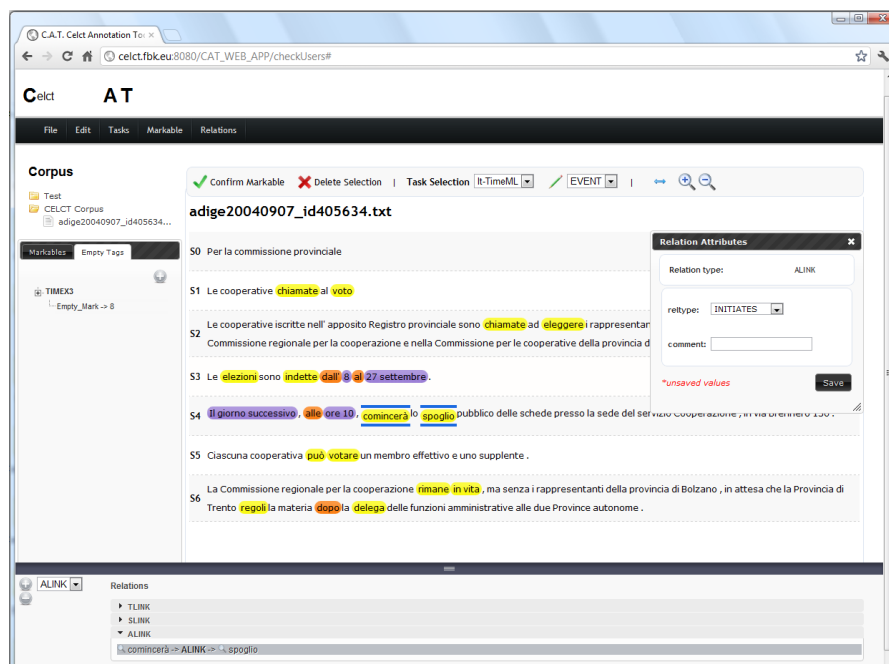 C.A.T. Celct Annotation Too
celct.fbk.eu:8080/CAT_WEB_APP/checkUsers#
Celct AT
File Edit Tasks Markable Relations
Corpus
Test
CELCT Corpus
adige20040907_id405634...
Markables Empty Tags
TIMEX3
Empty_Mark -> 8
Confirm Markable Delete Selection | Task Selection It-TimeML EVENT |
adige20040907_id405634.txt
S0 Per la commissione provinciale
S1 Le cooperative chiamate al voto
S2 Le cooperative iscritte nell' apposito Registro provinciale sono chiamate ad eleggere i rappresentan
Commissione regionale per la cooperazione e nella Commissione per le cooperative della provincia d
S3 Le elezioni sono indette dall' 8 al 27 settembre .
S4 Il giorno successivo , alle ore 10 , comincerà lo spoglio pubblico delle schede presso la sede del servizio Cooperazione , in via Brennero 136 .
S5 Ciascuna cooperativa può votare un membro effettivo e uno supplente .
S6 La Commissione regionale per la cooperazione rimane in vita , ma senza i rappresentanti della provincia di Bolzano , in attesa che la Provincia di
Trento regoli la materia dopo la delega delle funzioni amministrative alle due Province autonome .
Relation Attributes
Relation type: ALINK
reltype: INITIATES
comment:
*unsaved values Save
ALINK
Relations
TLINK
SLINK
ALINK
comincerà -> ALINK -> spoglio